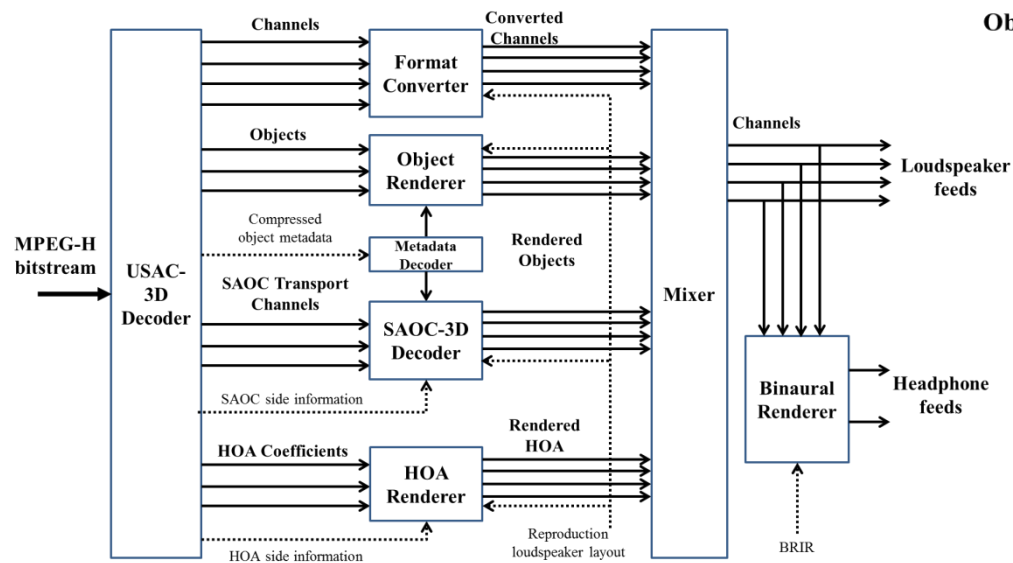 Ob
Channels
Converted
Channels
Format
Converter
Objects
Object
Renderer
Channels
Loudspeaker
feeds
Compressed
object metadata
Metadata
Decoder
Rendered
Objects
MPEG-H
bitstream
USAC-
3D
Decoder
SAOC Transport
Channels
SAOC-3D
Decoder
Mixer
SAOC side information
Binaural
Renderer
Headphone
feeds
HOA Coefficients
Rendered
HOA
HOA
Renderer
HOA side information
Reproduction
loudspeaker layout
BRIR